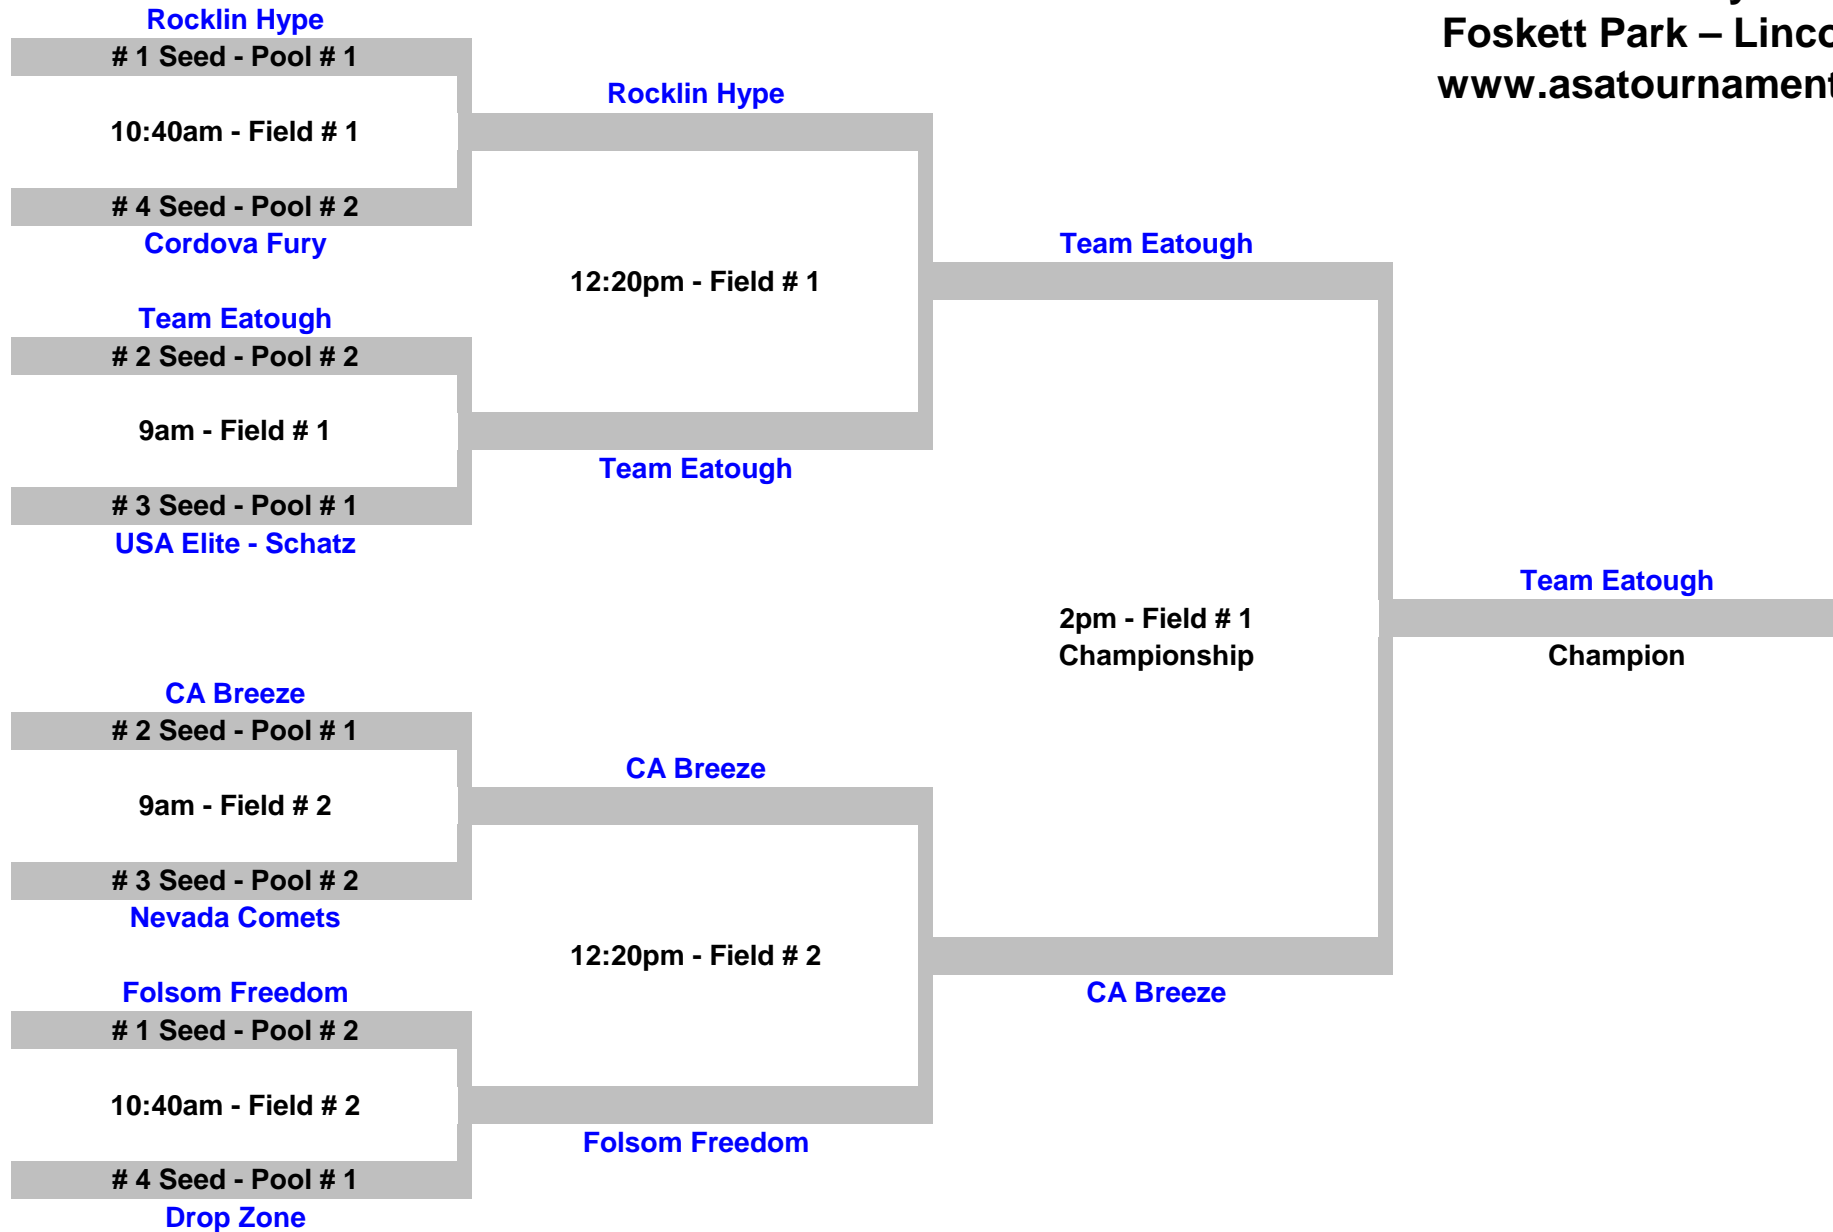 Foskett Park –
Rocklin Hype
# 1 Seed - Pool # 1
10:40am - Field # 1
# 4 Seed - Pool # 2
Cordova Fury
Team Eatough
# 2 Seed - Pool # 2
9am - Field # 1
# 3 Seed - Pool # 1
USA Elite - Schatz
CA Breeze
# 2 Seed - Pool # 1
9am - Field # 2
# 3 Seed - Pool # 2
Nevada Comets
Folsom Freedom
# 1 Seed - Pool # 2
10:40am - Field # 2
# 4 Seed - Pool # 1
Drop Zone
Rocklin Hype
12:20pm - Field # 1
Team Eatough
CA Breeze
12:20pm - Field # 2
Folsom Freedom
Team Eatough
2pm - Field # 1
Championship
CA Breeze
Team Eatough
Champion